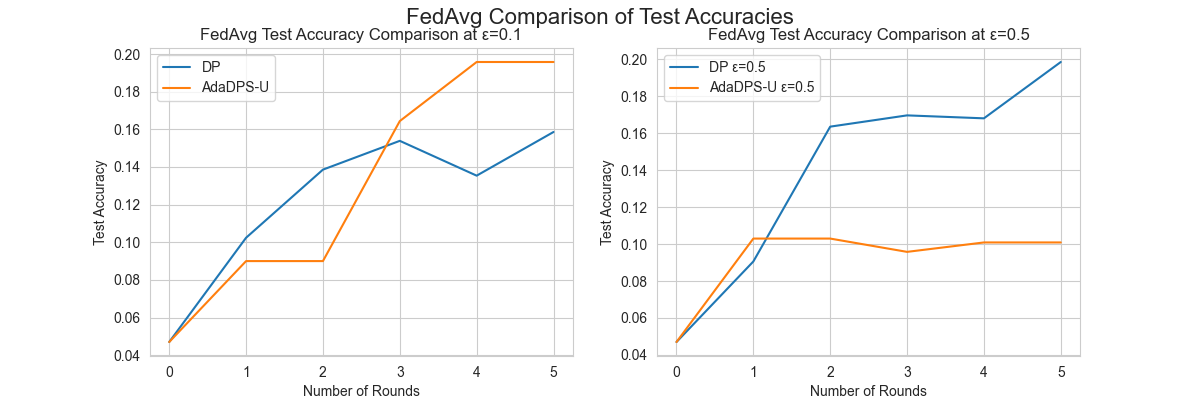 FedAvg Comparison of Test Accuracies
FedAvg Test Accuracy Comparison at ε=0.1
DP
AdaDPS-U
Test Accuracy
0.20
0.18
0.16
0.14
0.12
0.10
0.08
0.06
0.04
0 1 2 3 4 5
Number of Rounds
FedAvg Test Accuracy Comparison at ε=0.5
DP ε=0.5
AdaDPS-U ε=0.5
Test Accuracy
0.20
0.18
0.16
0.14
0.12
0.10
0.08
0.06
0.04
0 1 2 3 4 5
Number of Rounds